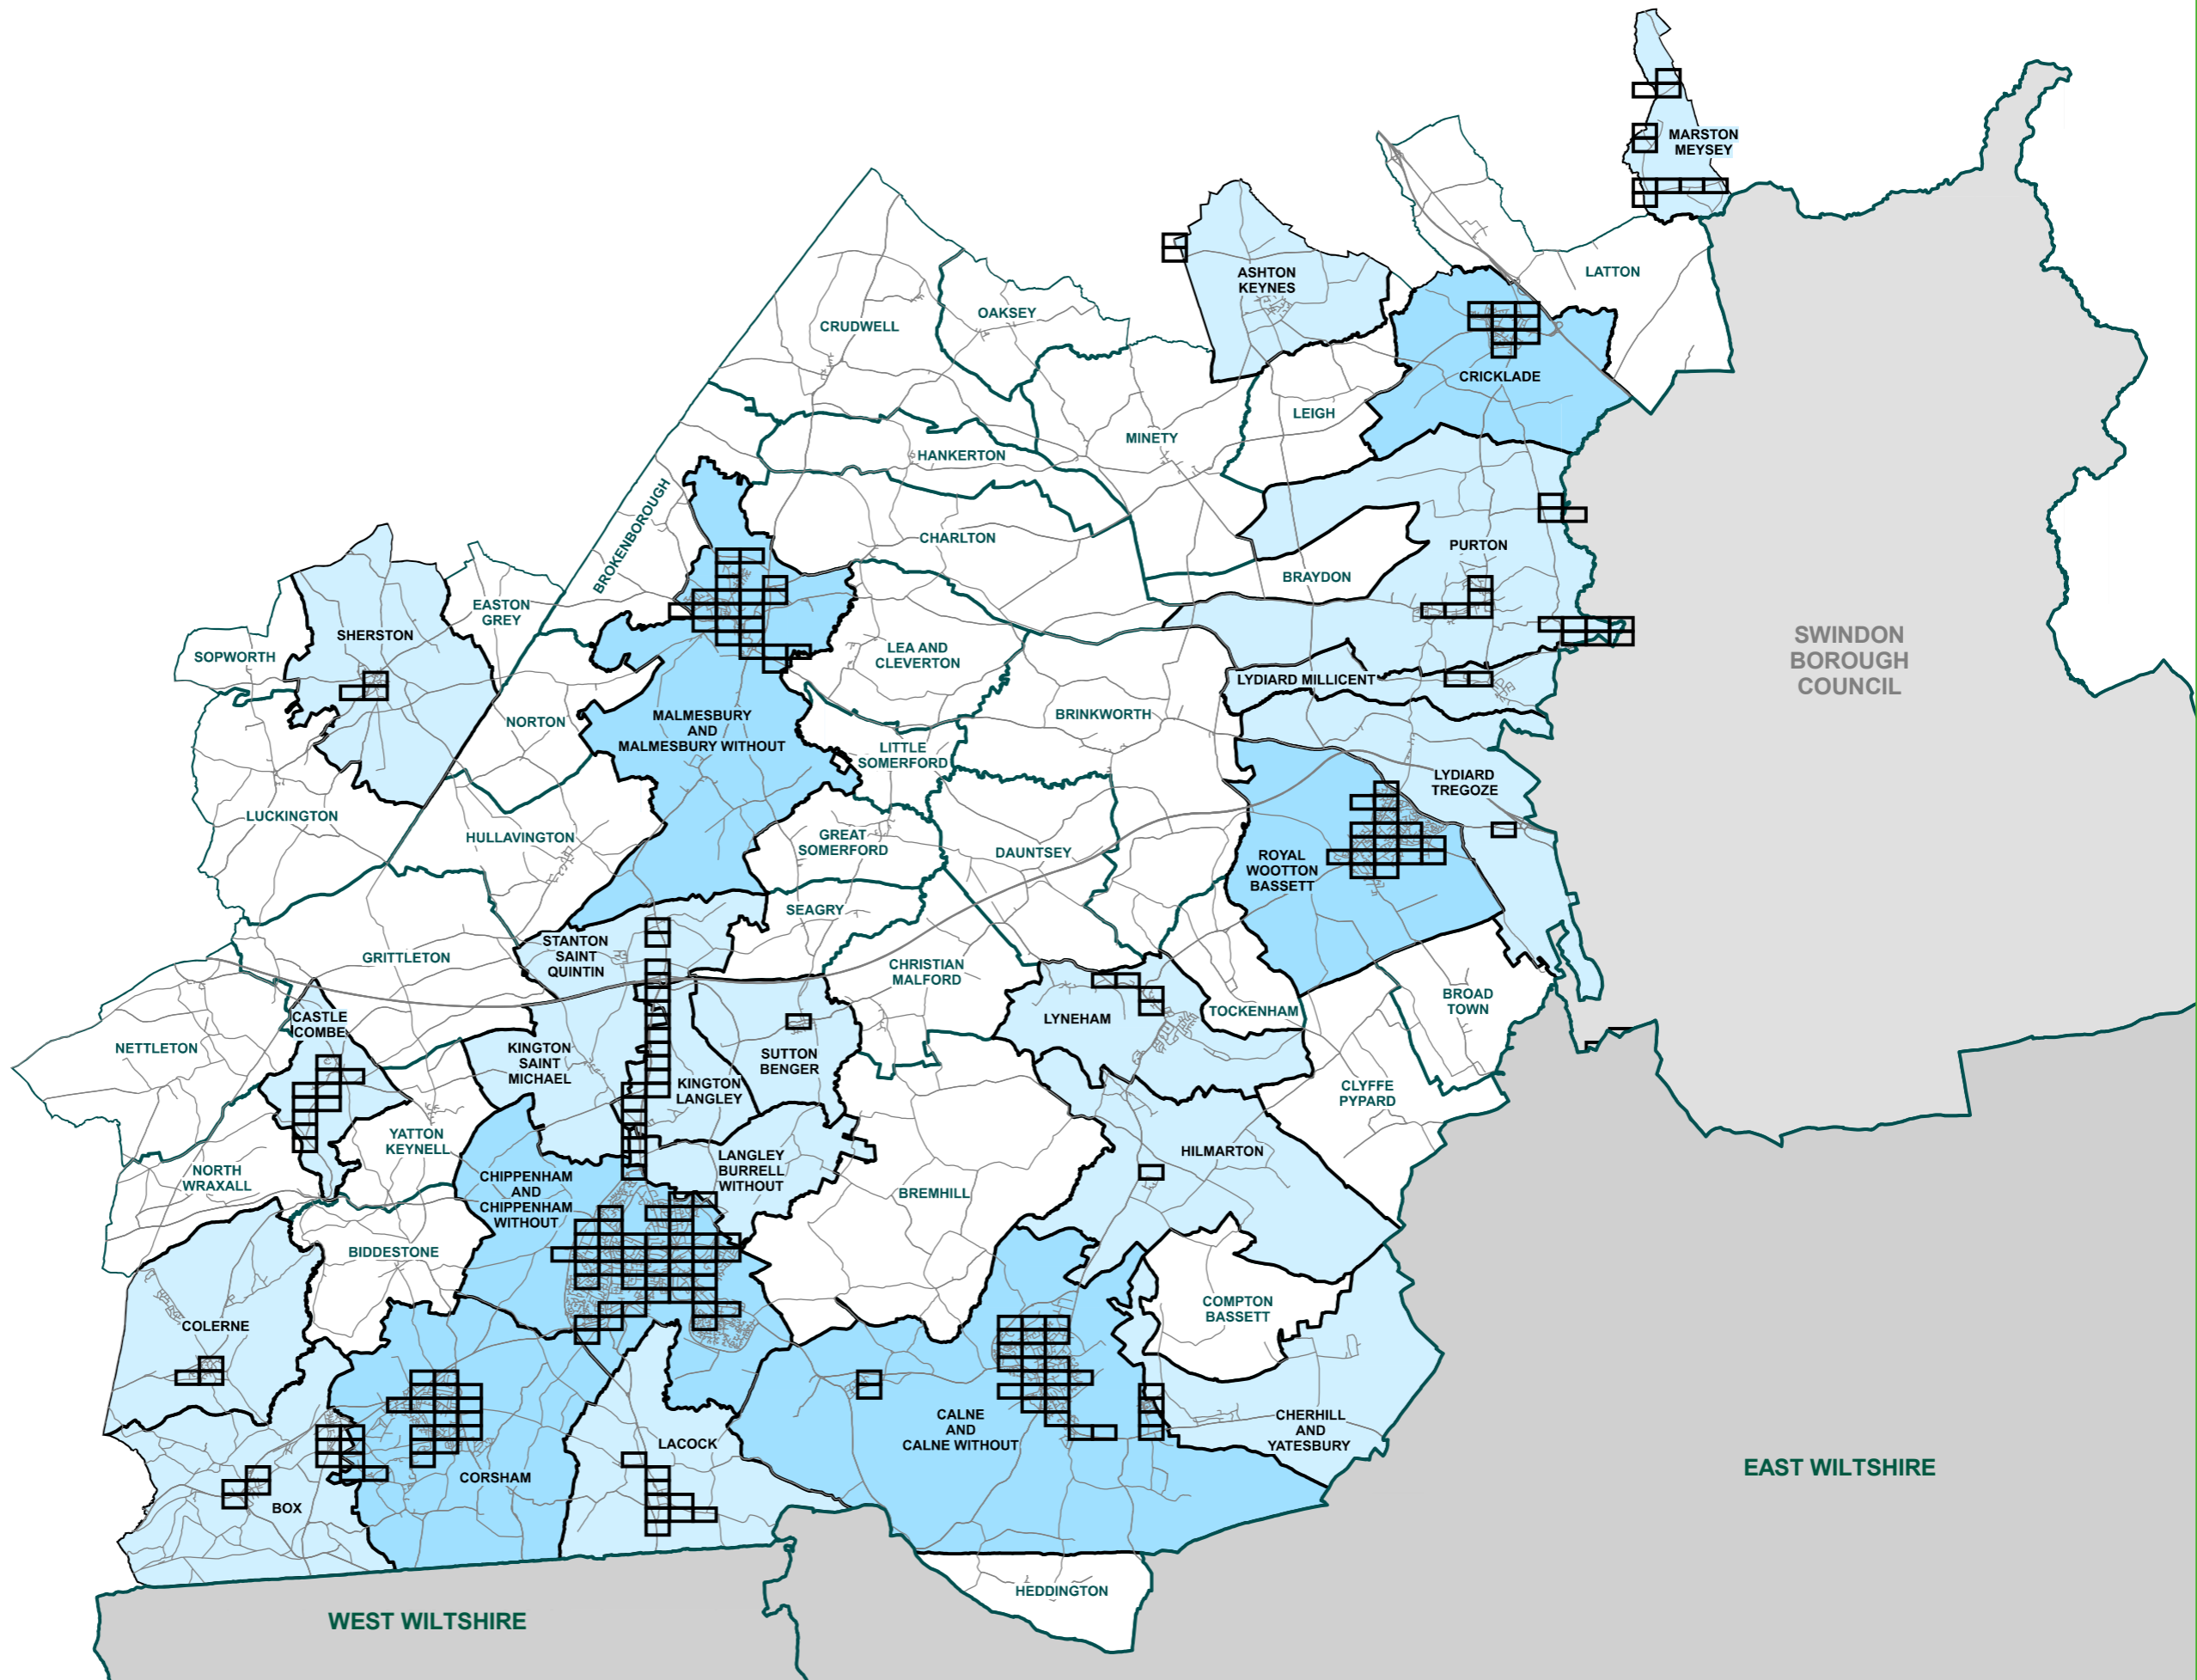 MARSTON
MEYSEY
LATTON
ASHTON
KEYNES
OAKSEY
CRUDWELL
CRICKLADE
LEIGH
MINETY
HANKERTON
BROKENBOROUGH
CHARLTON
PURTON
BRAYDON
EASTON
GREY
SHERSTON
SOPWORTH
LEA AND
CLEVERTON
SWINDON
BOROUGH
COUNCIL
LYDIARD MILLICENT
NORTON
MALMESBURY
AND
MALMESBURY WITHOUT
BRINKWORTH
LITTLE
SOMERFORD
LYDIARD
TREGOZE
LUCKINGTON
HULLAVINGTON
GREAT
SOMERFORD
DAUNTSEY
ROYAL
WOOTTON
BASSETT
SEAGRY
STANTON
SAINT
QUINTIN
GRITTLETON
CHRISTIAN
MALFORD
BROAD
TOWN
TOCKENHAM
LYNEHAM
CASTLE
COMBE
NETTLETON
KINGTON
SAINT
MICHAEL
SUTTON
BENGER
KINGTON
LANGLEY
CLYFFE
PYPARD
YATTON
KEYNELL
HILMARTON
LANGLEY
BURRELL
WITHOUT
NORTH
WRAXALL
CHIPPENHAM
AND
CHIPPENHAM
WITHOUT
BREMHILL
BIDDESTONE
COMPTON
BASSETT
COLERNE
CALNE
AND
CALNE WITHOUT
CHERHILL
AND
YATESBURY
LACOCK
CORSHAM
BOX
EAST WILTSHIRE
HEDDINGTON
WEST WILTSHIRE